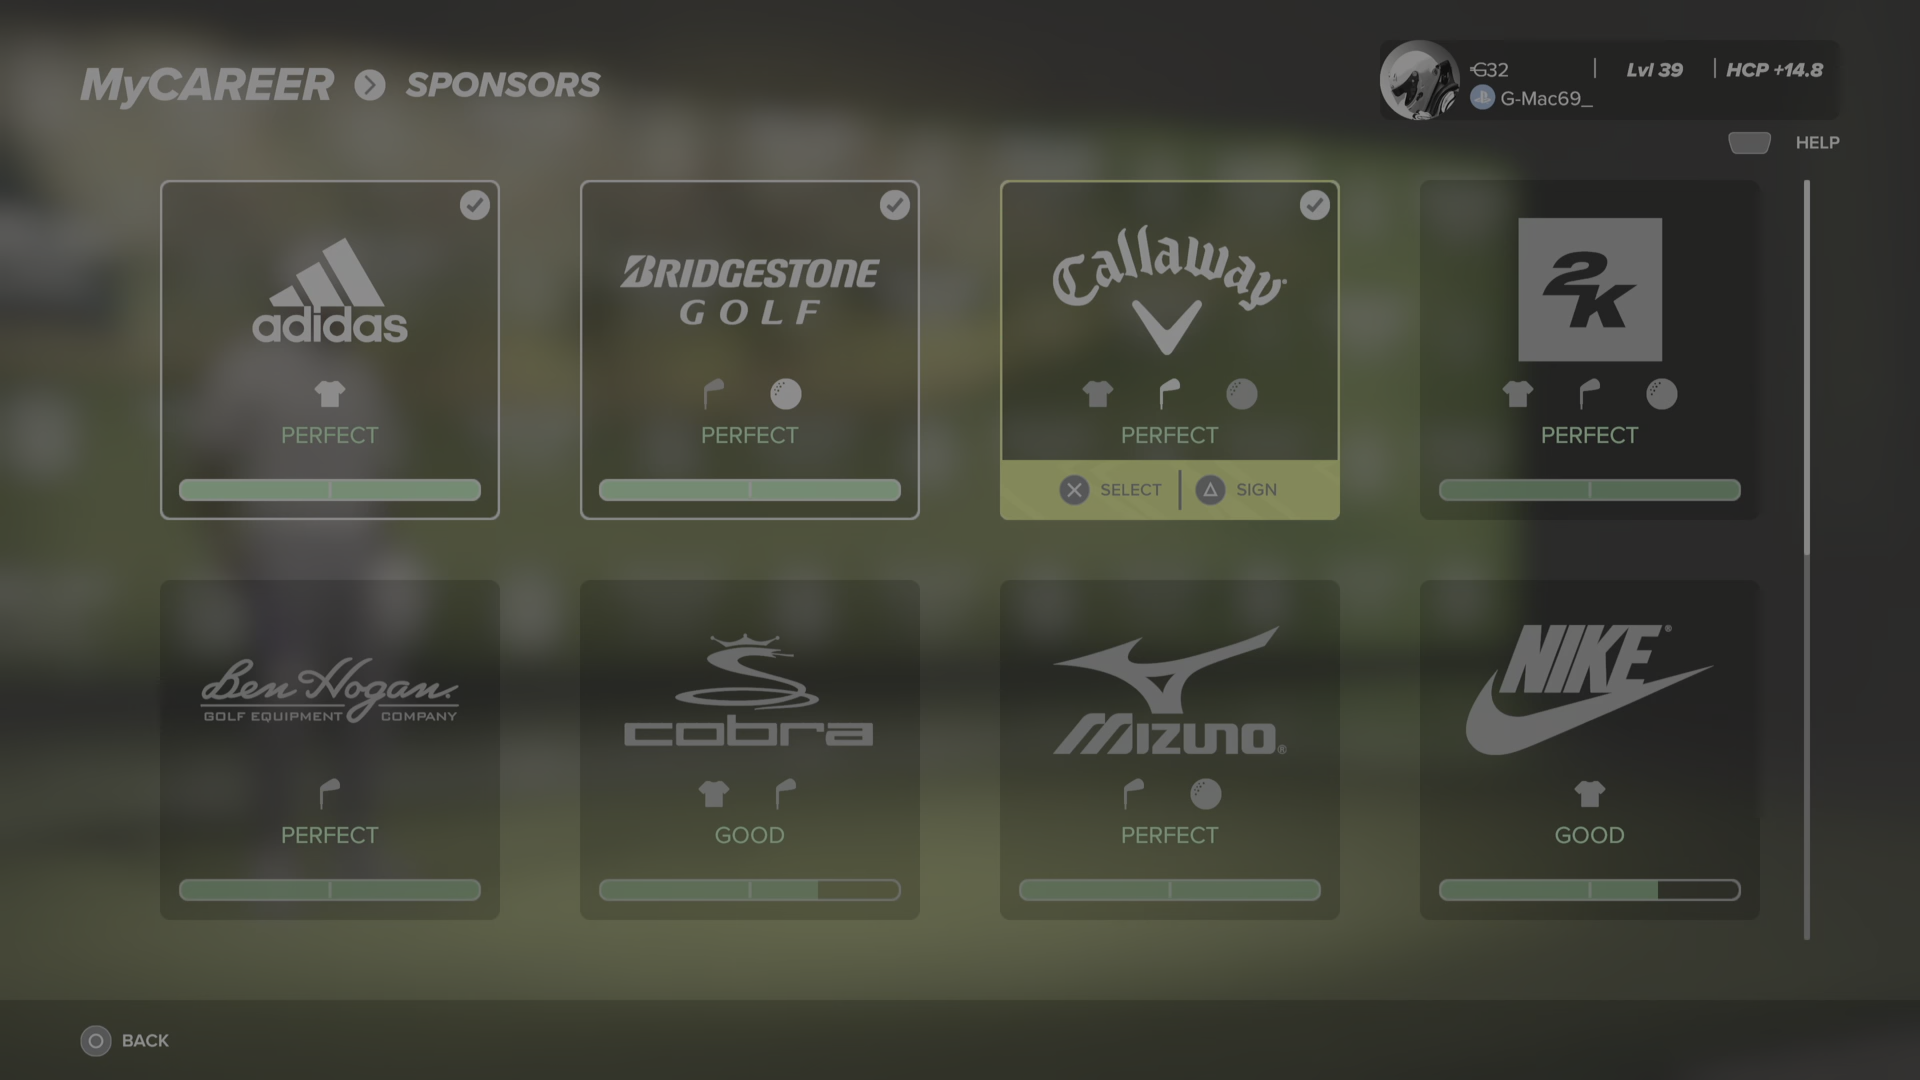 MyCAREER SPONSORS
G32 | Lvl 39 | HCP +14.8
G-Mac69_
HELP
adidas
PERFECT
BRIDGESTONE
GOLF
PERFECT
Callaway
PERFECT
SELECT | SIGN
2K
PERFECT
Ben Hogan.
GOLF EQUIPMENT COMPANY
PERFECT
cobra
GOOD
MIZUNO®
PERFECT
NIKE®
GOOD
BACK